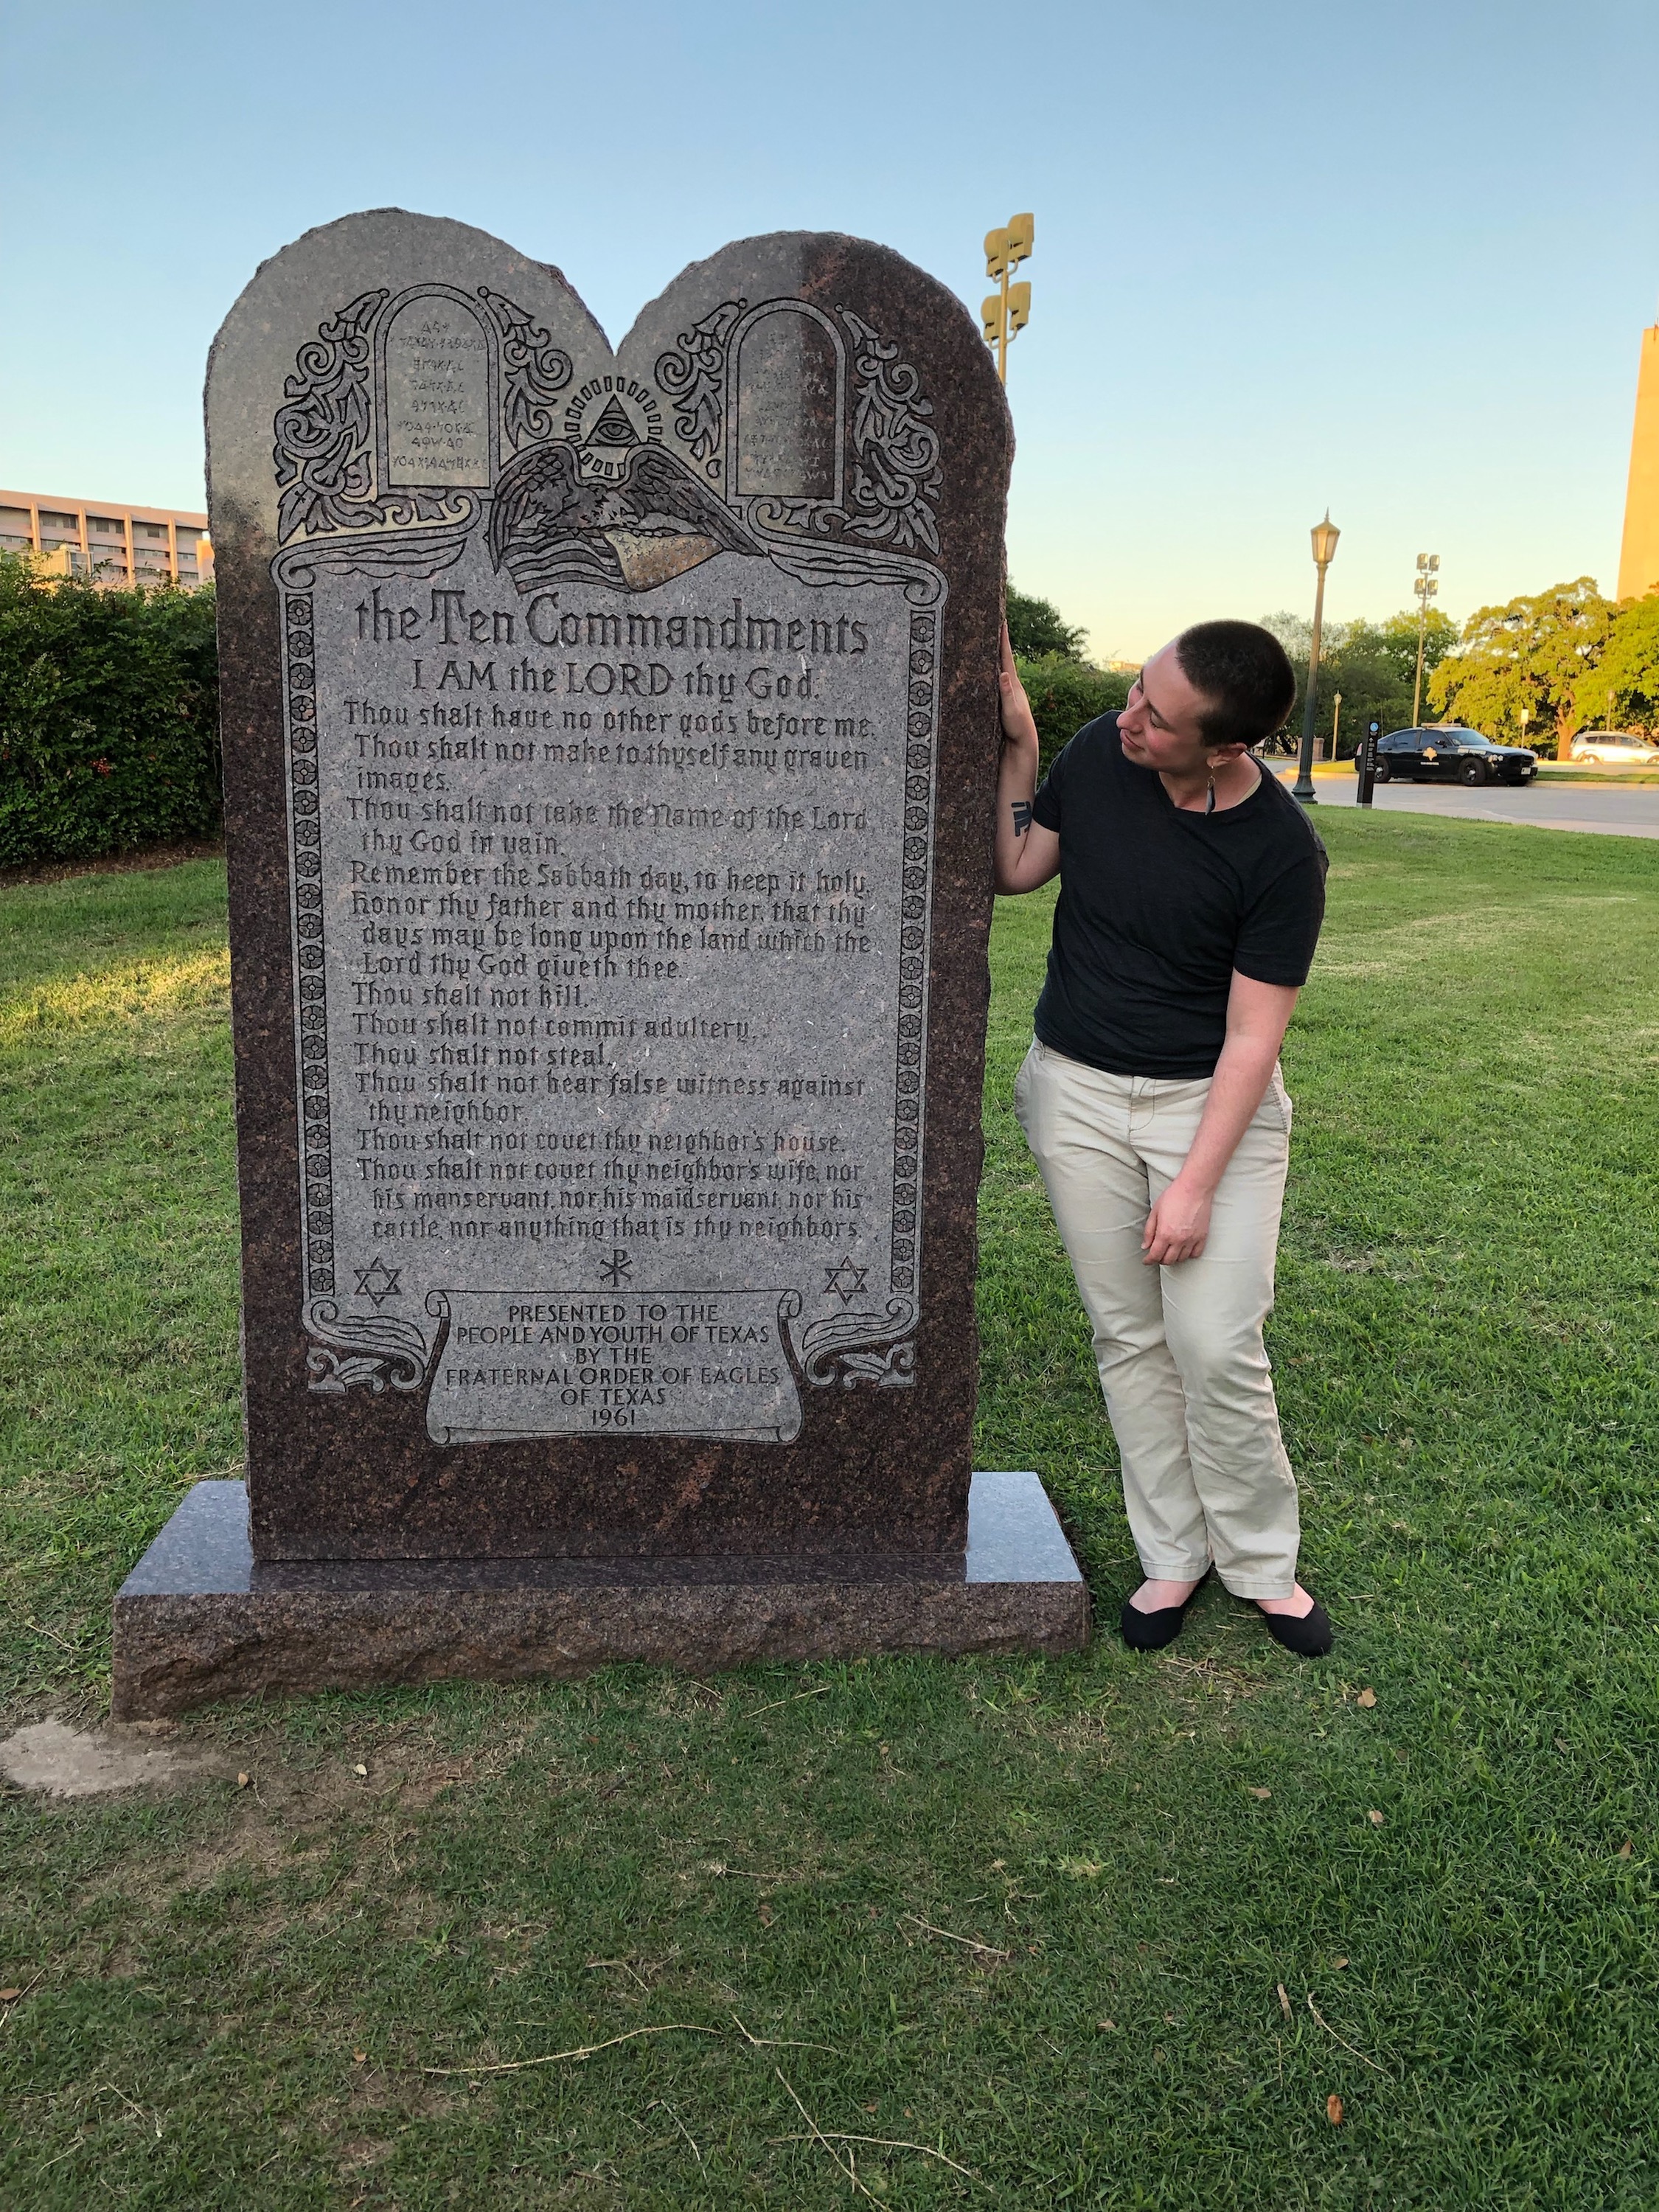 the Ten Commandments
I AM the LORD thy God.
Thou shalt have no other gods before me.
Thou shalt not make to thyself any graven
images.
Thou shalt not take the Name of the Lord
thy God in vain.
Remember the Sabbath day, to keep it holy.
Honor thy father and thy mother, that thy
days may be long upon the land which the
Lord thy God giveth thee.
Thou shalt not kill.
Thou shalt not commit adultery.
Thou shalt not steal.
Thou shalt not bear false witness against
thy neighbor.
Thou shalt not covet thy neighbor's house.
Thou shalt not covet thy neighbor's wife, nor
his manservant, nor his maidservant, nor his
cattle, nor anything that is thy neighbor's.
PRESENTED TO THE
PEOPLE AND YOUTH OF TEXAS
BY THE
FRATERNAL ORDER OF EAGLES
OF TEXAS
1961